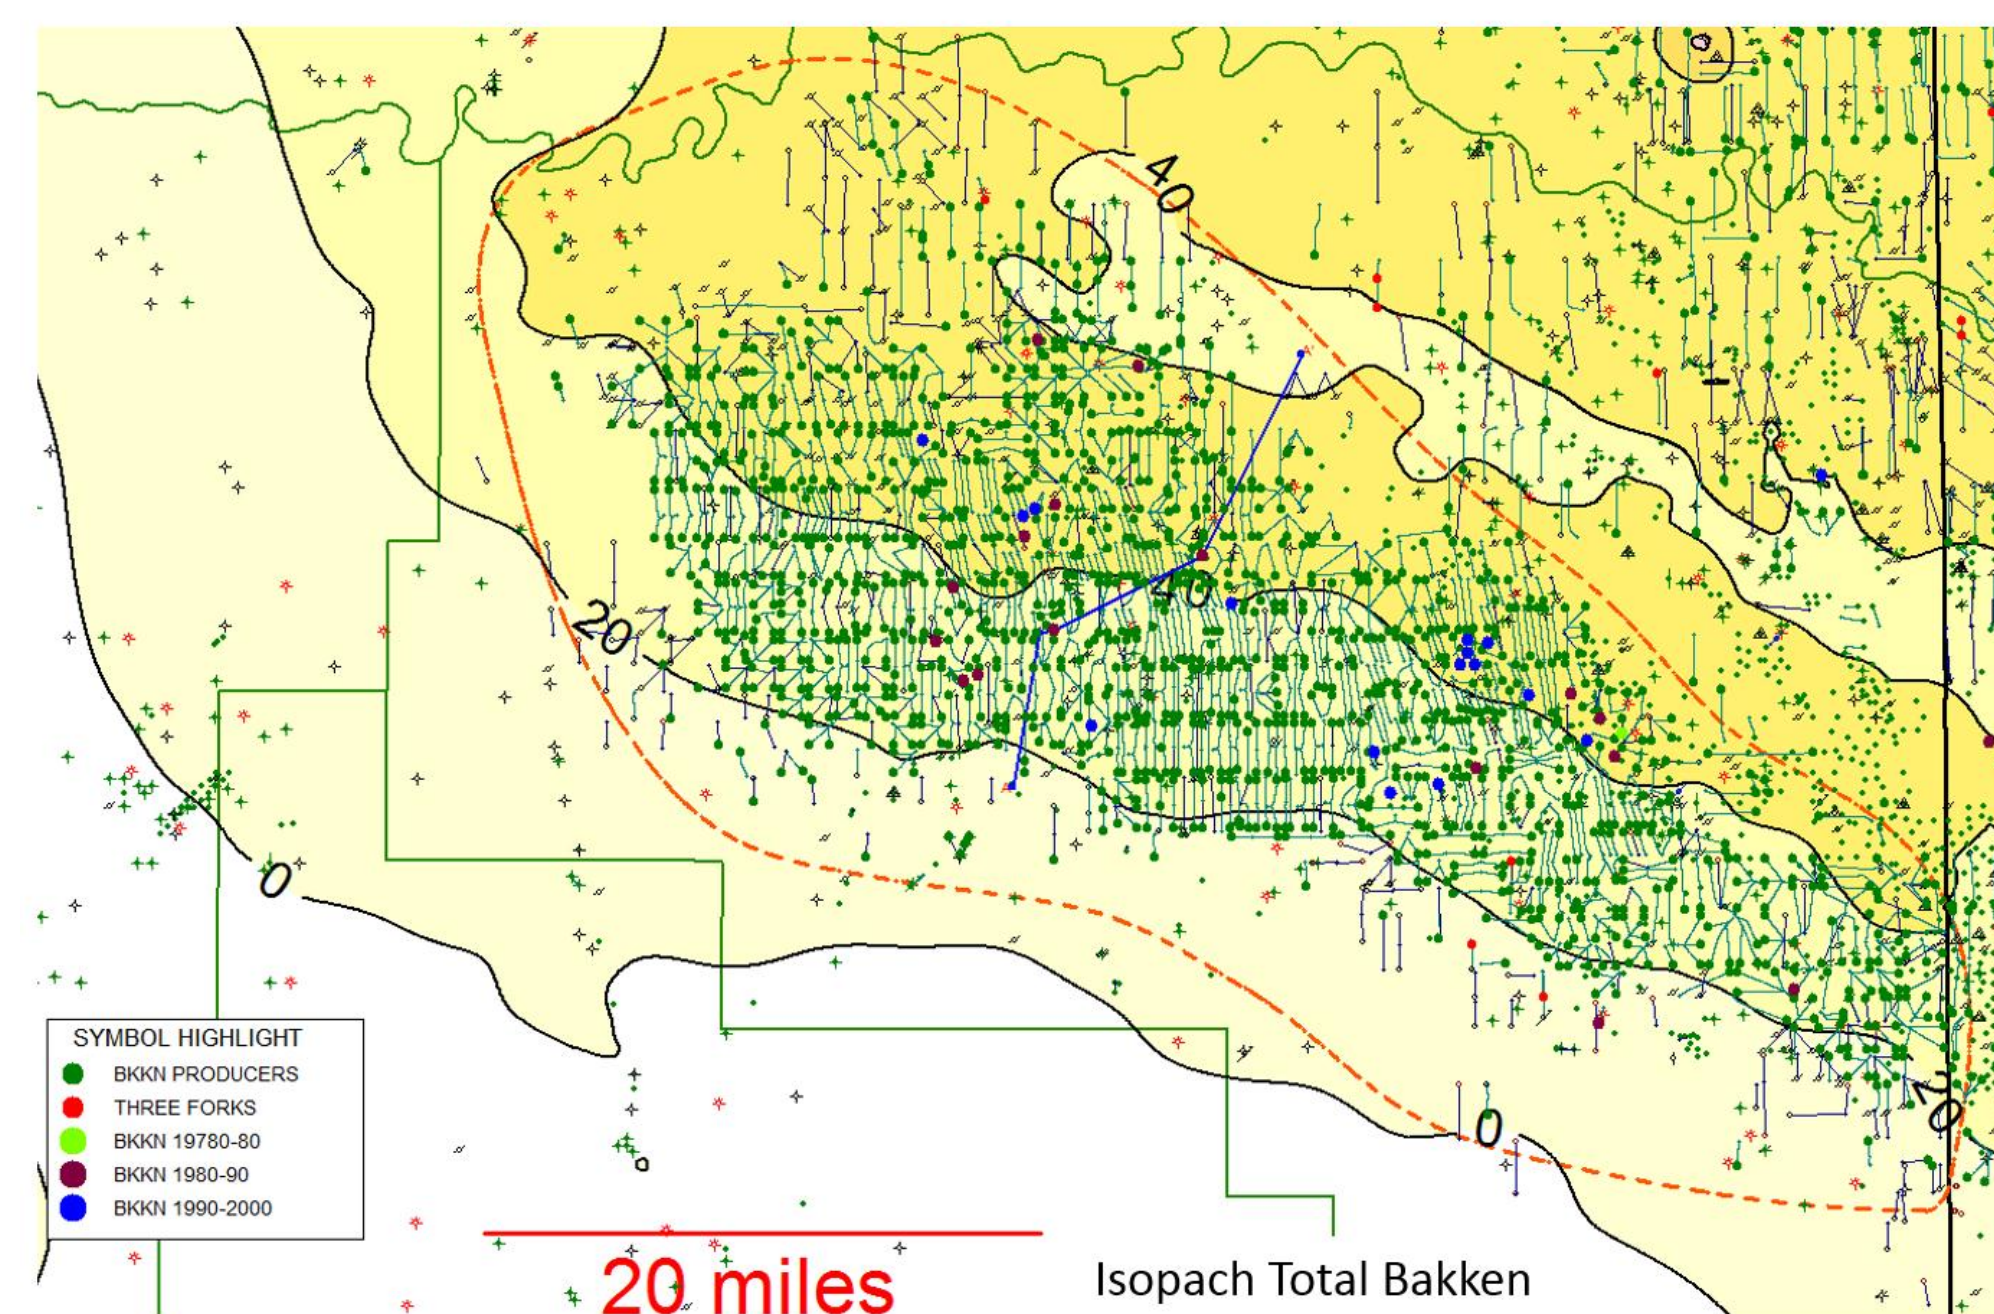 40
40
20
0
SYMBOL HIGHLIGHT
BKKN PRODUCERS
THREE FORKS
BKKN 19780-80
BKKN 1980-90
BKKN 1990-2000
20
0
20 miles
Isopach Total Bakken